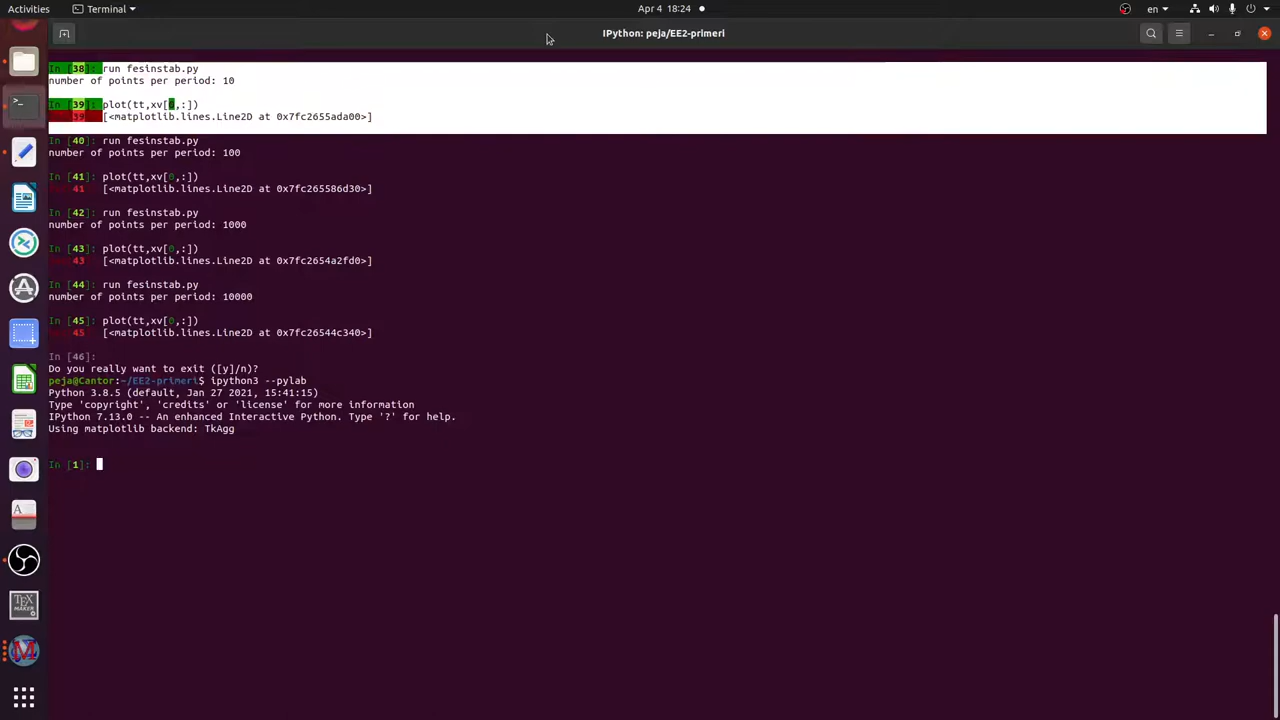 Activities
Terminal
Apr 4 18:24
en
IPython: peja/EE2-primeri
In [38]: run fesinstab.py
number of points per period: 10
In [39]: plot(tt,xv[0,:])
39 [<matplotlib.lines.Line2D at 0x7fc2655ada00>]
In [40]: run fesinstab.py
number of points per period: 100
In [41]: plot(tt,xv[0,:])
41 [<matplotlib.lines.Line2D at 0x7fc265586d30>]
In [42]: run fesinstab.py
number of points per period: 1000
In [43]: plot(tt,xv[0,:])
43 [<matplotlib.lines.Line2D at 0x7fc2654a2fd0>]
In [44]: run fesinstab.py
number of points per period: 10000
In [45]: plot(tt,xv[0,:])
45 [<matplotlib.lines.Line2D at 0x7fc26544c340>]
In [46]:
Do you really want to exit ([y]/n)?
peja@Cantor:~/EE2-primeri$ ipython3 --pylab
Python 3.8.5 (default, Jan 27 2021, 15:41:15)
Type 'copyright', 'credits' or 'license' for more information
IPython 7.13.0 -- An enhanced Interactive Python. Type '?' for help.
Using matplotlib backend: TkAgg
In [1]:
TEX
MAKER